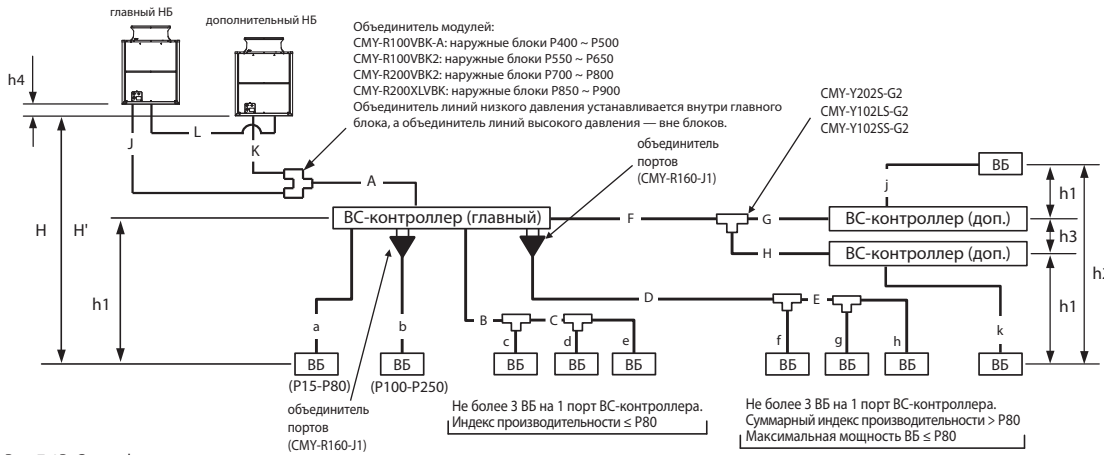 главный НБ
дополнительный НБ
Объединитель модулей:
CMY-R100VBK-A: наружные блоки P400 ~ P500
CMY-R100VBK2: наружные блоки P550 ~ P650
CMY-R200VBK2: наружные блоки P700 ~ P800
CMY-R200XLVBK: наружные блоки P850 ~ P900
Объединитель линий низкого давления устанавливается внутри главного
блока, а объединитель линий высокого давления — вне блоков.
CMY-Y202S-G2
CMY-Y102LS-G2
CMY-Y102SS-G2
объединитель
портов
(CMY-R160-J1)
h4
L
J
K
A
ВБ
j
h1
H
H'
ВС-контроллер (главный)
F
G
ВС-контроллер (доп.)
h3
H
ВС-контроллер (доп.)
h1
h1
D
E
B
C
a
b
c
d
e
f
g
h
k
ВБ
ВБ
ВБ
ВБ
ВБ
ВБ
ВБ
ВБ
ВБ
(P15-P80)
(P100-P250)
объединитель
портов
(CMY-R160-J1)
Не более 3 ВБ на 1 порт ВС-контроллера.
Индекс производительности ≤ P80
Не более 3 ВБ на 1 порт ВС-контроллера.
Суммарный индекс производительности > P80
Максимальная мощность ВБ ≤ P80